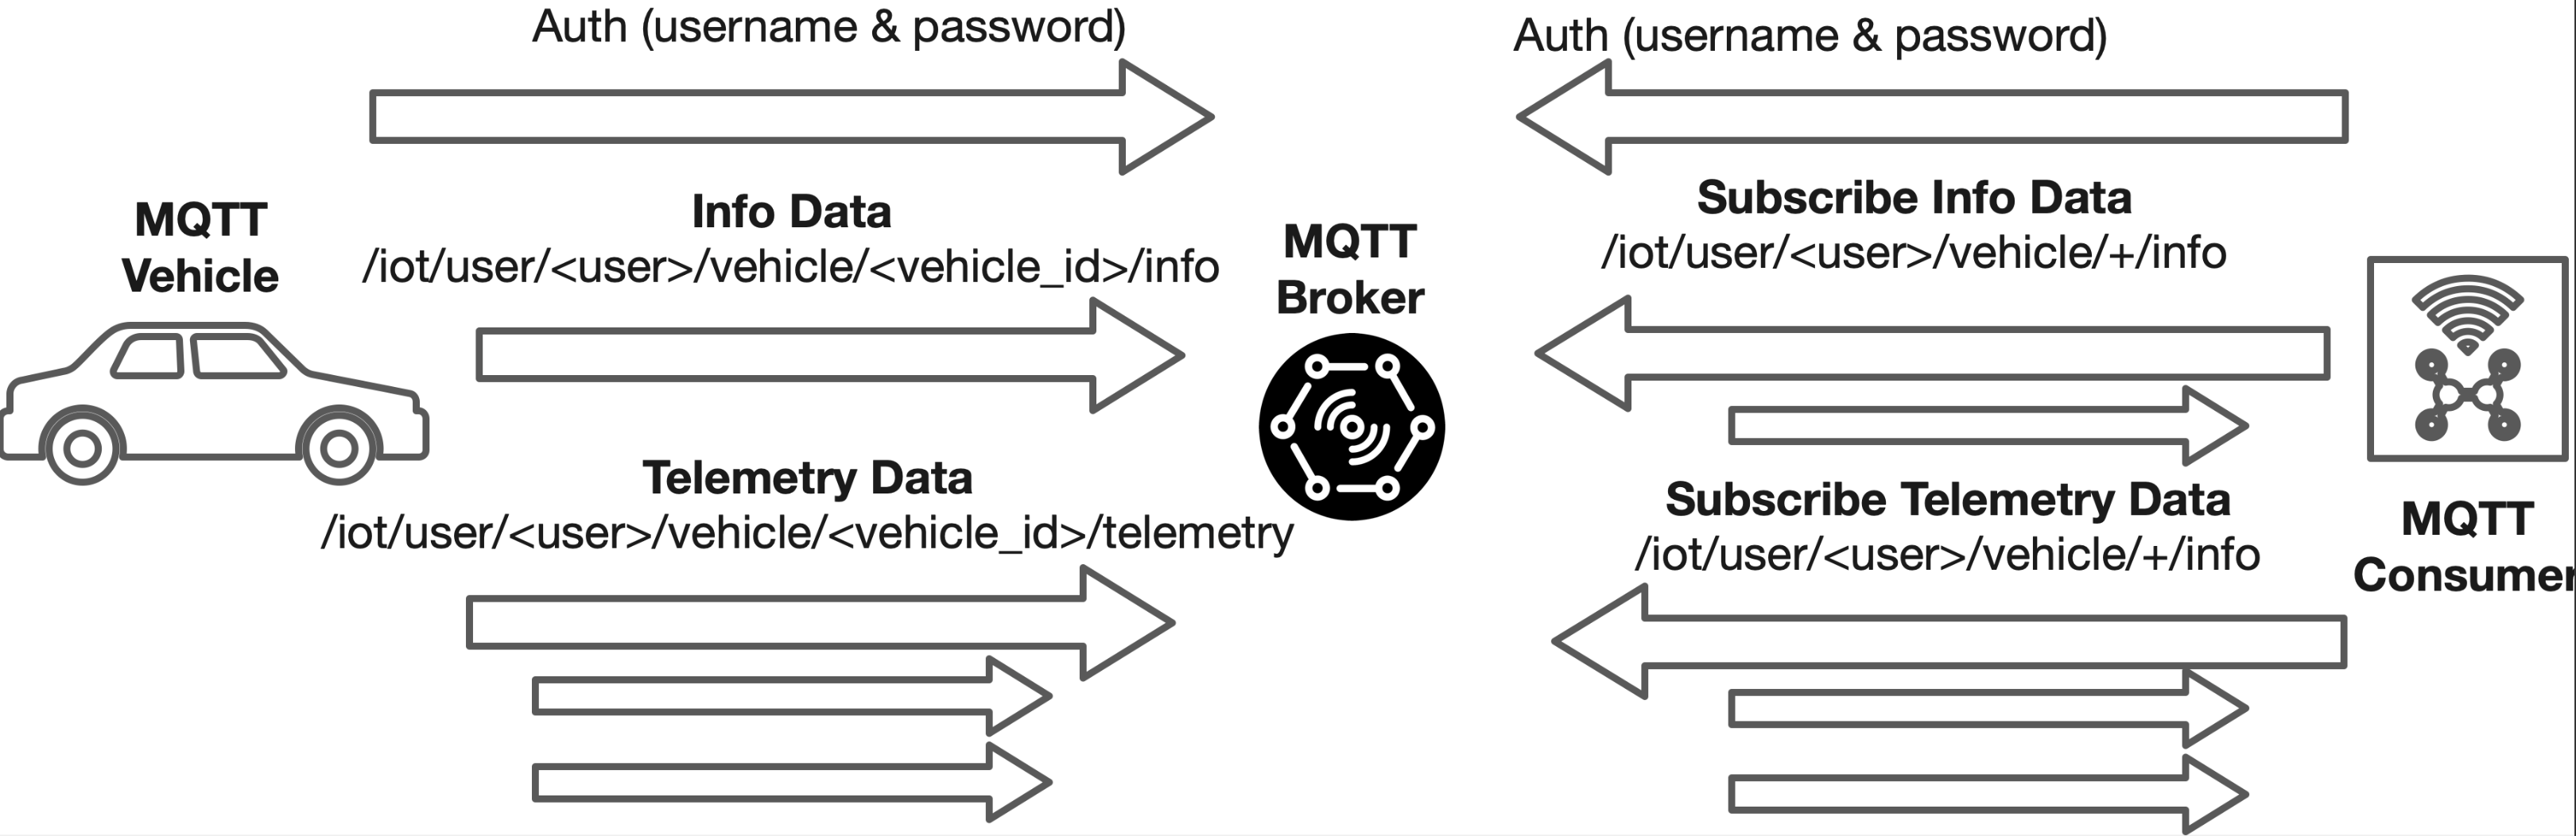 Auth (username & password)
Auth (username & password)
MQTT
Vehicle
Info Data
/iot/user/<user>/vehicle/<vehicle_id>/info
MQTT
Broker
Subscribe Info Data
/iot/user/<user>/vehicle/+/info
Telemetry Data
/iot/user/<user>/vehicle/<vehicle_id>/telemetry
Subscribe Telemetry Data
/iot/user/<user>/vehicle/+/info
MQTT
Consumer